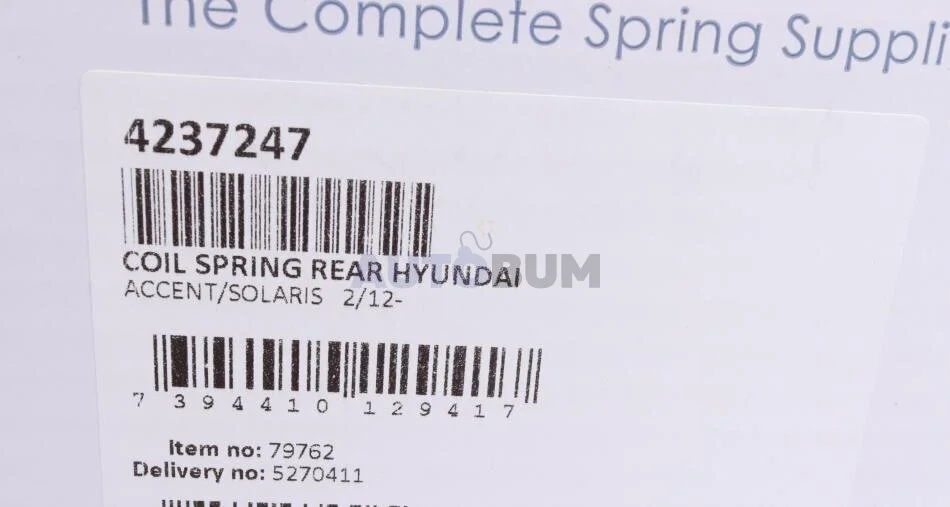 The Complete Spring Suppli
4237247
COIL SPRING REAR HYUNDAI
AUTOBUM
ACCENT/SOLARIS 2/12-
7 394410 129417
Item no: 79762
Delivery no: 5270411